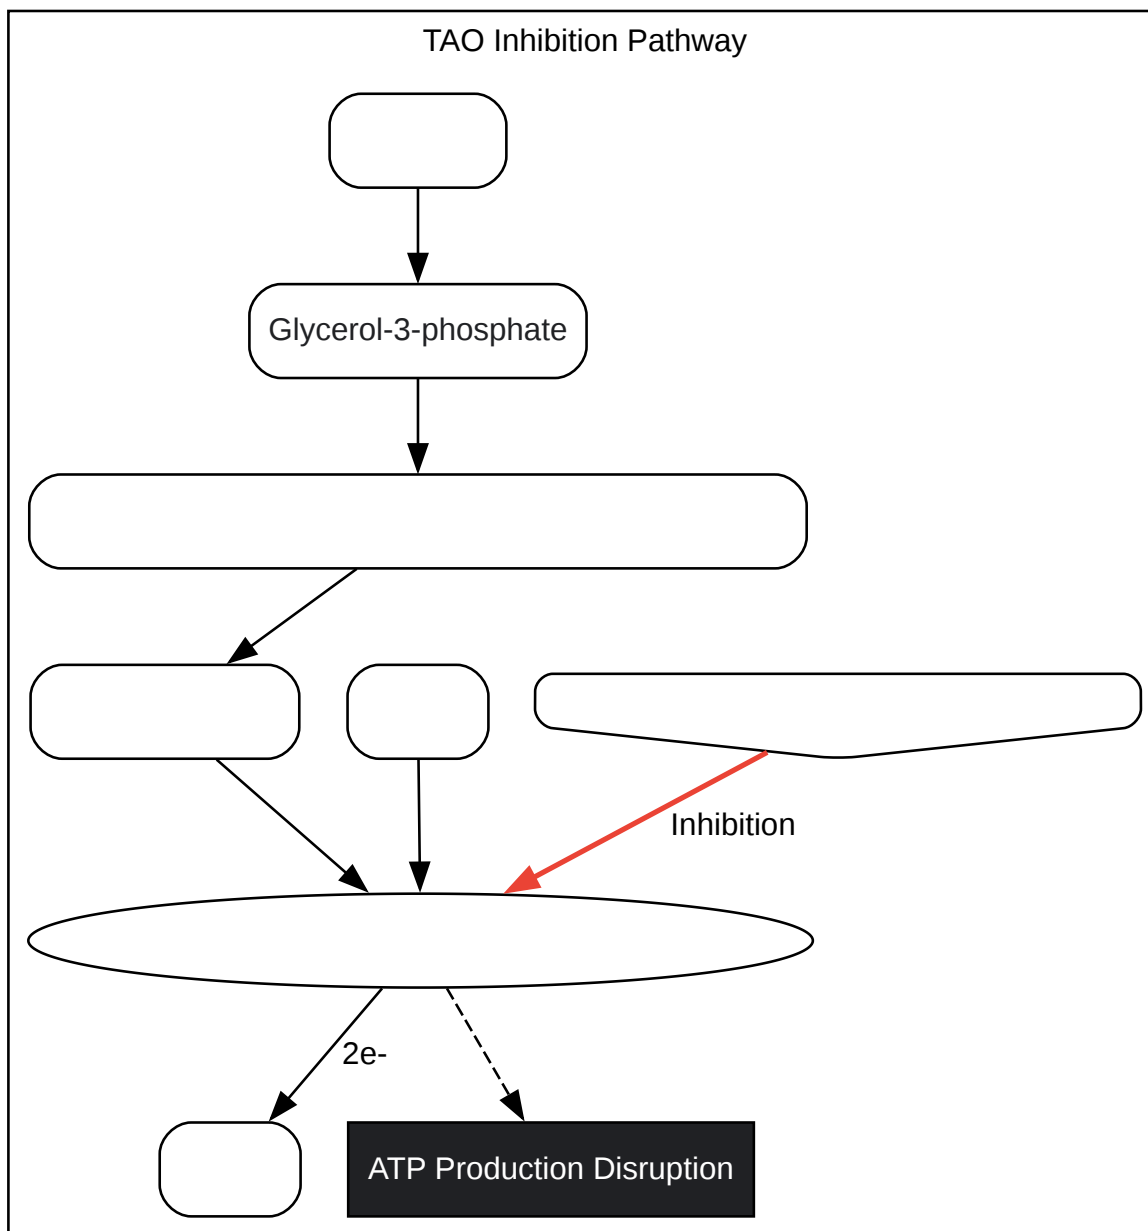 TAO Inhibition Pathway
Glycerol-3-phosphate
Inhibition
2e-
ATP Production Disruption